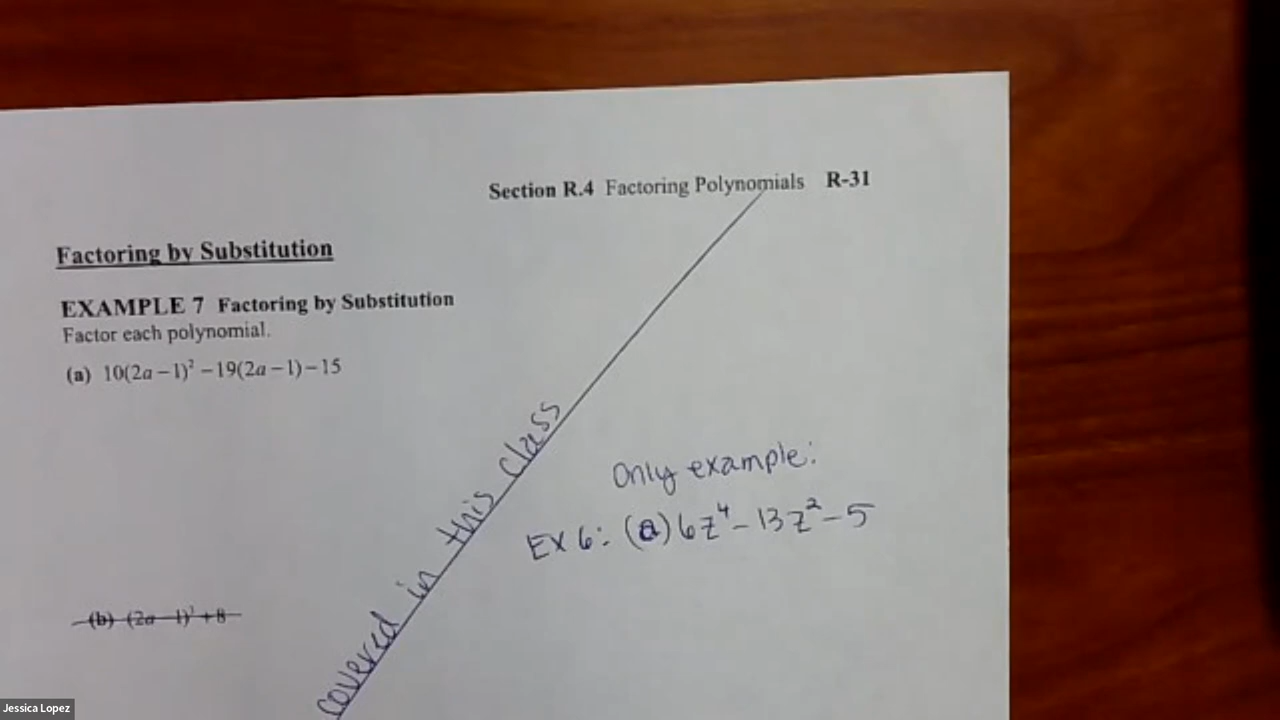 Section R.4 Factoring Polynomials R-31
Factoring by Substitution
EXAMPLE 7 Factoring by Substitution
Factor each polynomial.
(a) 10(2a – 1)² – 19(2a – 1) – 15
covered in this class
Only example:
Ex 6: (a) 6z⁴ – 13z² – 5
(b) (2a – 1)³ + 8
Jessica Lopez